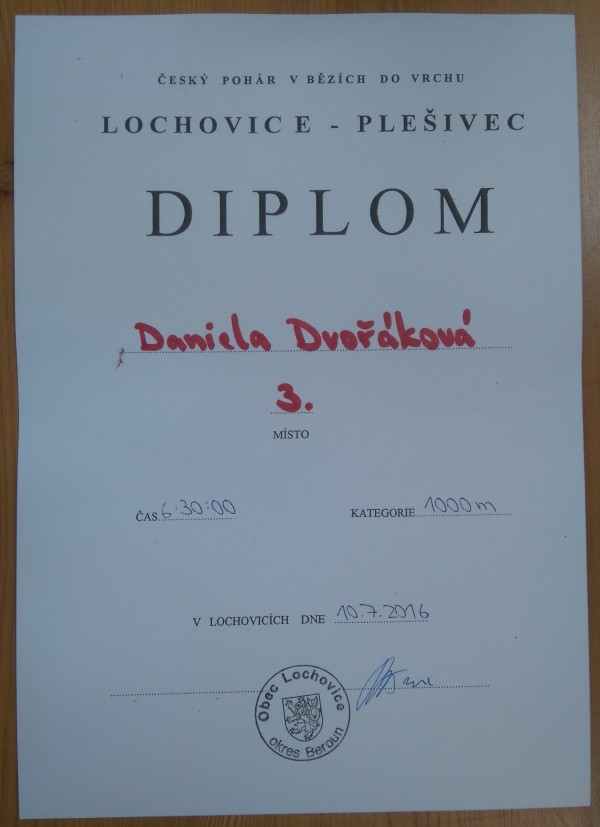 ČESKÝ POHÁR V BĚZÍCH DO VRCHU
LOCHOVICE - PLEŠIVEC
DIPLOM
Daniela Dvořáková
3.
MÍSTO
ČAS 6:30:00 KATEGORIE 1000m
V LOCHOVICÍCH DNE 10.7.2016
Obec Lochovice
okres Beroun